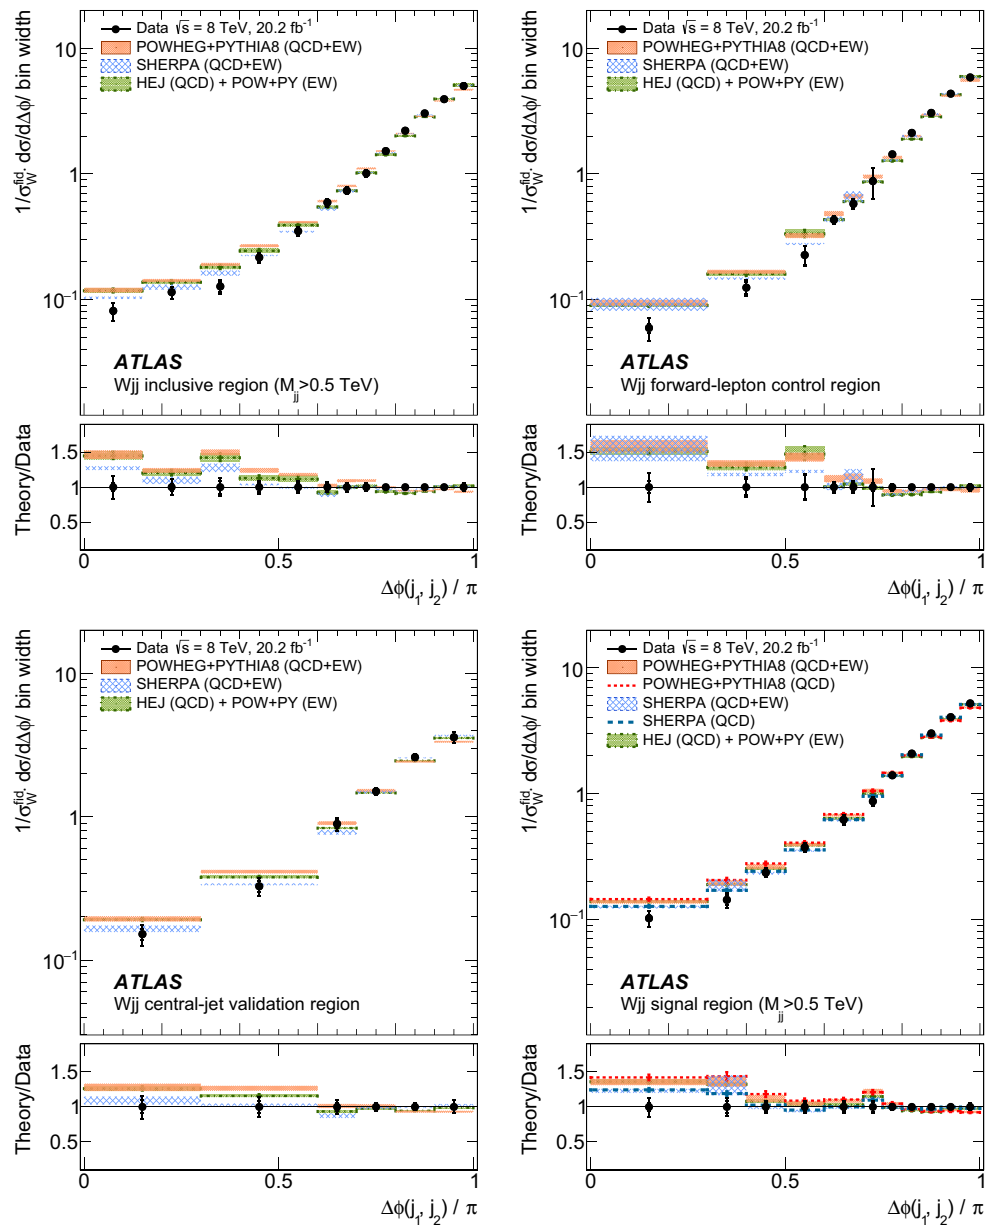 Data √s = 8 TeV, 20.2 fb⁻¹
POWHEG+PYTHIA8 (QCD+EW)
SHERPA (QCD+EW)
HEJ (QCD) + POW+PY (EW)
1/σ_W^fid. dσ/dΔϕ/ bin width
10
1
10⁻¹
ATLAS
Wjj inclusive region (M_jj>0.5 TeV)
Theory/Data
1.5
1
0.5
0 0.5 1
Δϕ(j₁, j₂) / π
Data √s = 8 TeV, 20.2 fb⁻¹
POWHEG+PYTHIA8 (QCD+EW)
SHERPA (QCD+EW)
HEJ (QCD) + POW+PY (EW)
1/σ_W^fid. dσ/dΔϕ/ bin width
10
1
10⁻¹
ATLAS
Wjj forward-lepton control region
Theory/Data
1.5
1
0.5
0 0.5 1
Δϕ(j₁, j₂) / π
Data √s = 8 TeV, 20.2 fb⁻¹
POWHEG+PYTHIA8 (QCD+EW)
SHERPA (QCD+EW)
HEJ (QCD) + POW+PY (EW)
1/σ_W^fid. dσ/dΔϕ/ bin width
10
1
10⁻¹
ATLAS
Wjj central-jet validation region
Theory/Data
1.5
1
0.5
0 0.5 1
Δϕ(j₁, j₂) / π
Data √s = 8 TeV, 20.2 fb⁻¹
POWHEG+PYTHIA8 (QCD+EW)
POWHEG+PYTHIA8 (QCD)
SHERPA (QCD+EW)
SHERPA (QCD)
HEJ (QCD) + POW+PY (EW)
1/σ_W^fid. dσ/dΔϕ/ bin width
10
1
10⁻¹
ATLAS
Wjj signal region (M_jj>0.5 TeV)
Theory/Data
1.5
1
0.5
0 0.5 1
Δϕ(j₁, j₂) / π